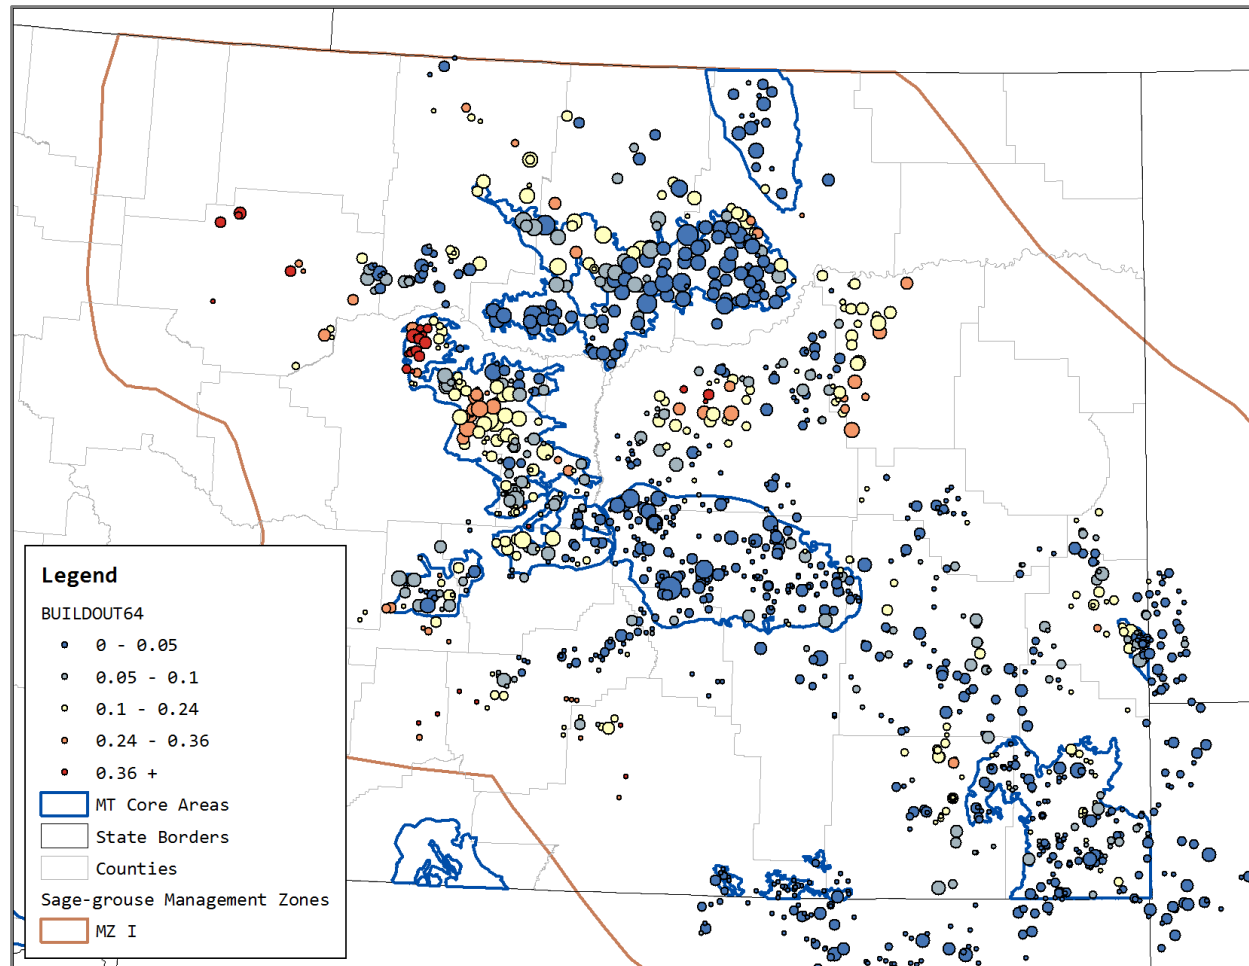 Legend
BUILDOUT64
0 - 0.05
0.05 - 0.1
0.1 - 0.24
0.24 - 0.36
0.36 +
MT Core Areas
State Borders
Counties
Sage-grouse Management Zones
MZ I